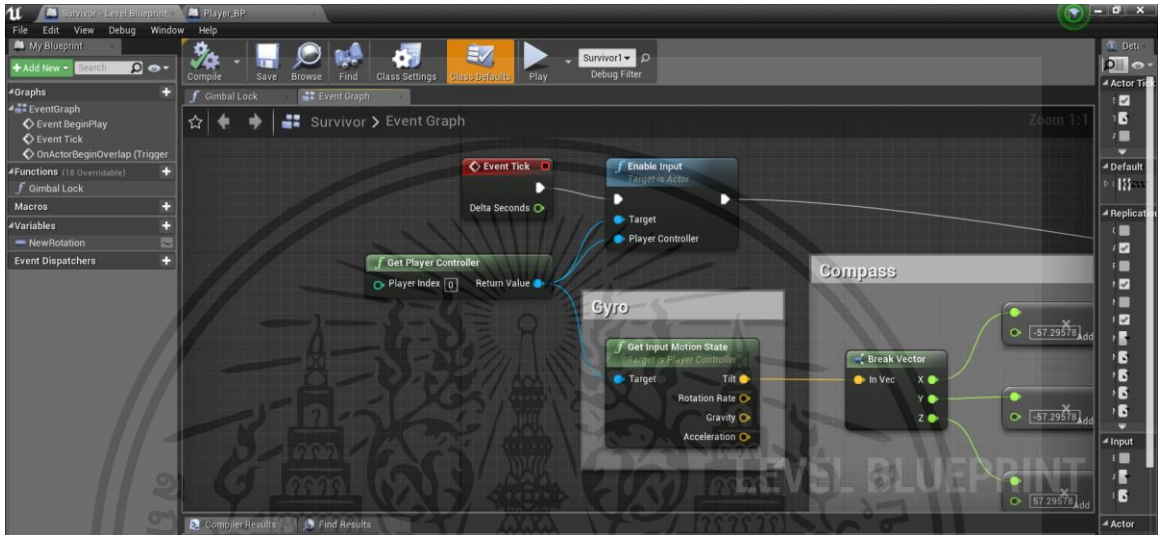 Survivor - Level Blueprint
Player_BP
File Edit View Debug Window Help
My Blueprint
+Add New
Search
Compile
Save
Browse
Find
Class Settings
Class Defaults
Play
Survivor1
Debug Filter
Gimbal Lock
Event Graph
Survivor > Event Graph
Zoom 1:1
Graphs
EventGraph
Event BeginPlay
Event Tick
OnActorBeginOverlap (Trigger
Functions (18 Overridable)
Gimbal Lock
Macros
Variables
NewRotation
Event Dispatchers
Event Tick
Delta Seconds
Enable Input
Target is Actor
Target
Player Controller
Get Player Controller
Player Index 0
Return Value
Gyro
Get Input Motion State
Target is Player Controller
Target
Tilt
Rotation Rate
Gravity
Acceleration
Compass
Break Vector
In Vec
X
Y
Z
-57.29578
Add
-57.29578
Add
57.29578
Add
LEVEL BLUEPRINT
Compiler Results
Find Results
Deti
Actor Tick
Default
Replication
Input
Actor